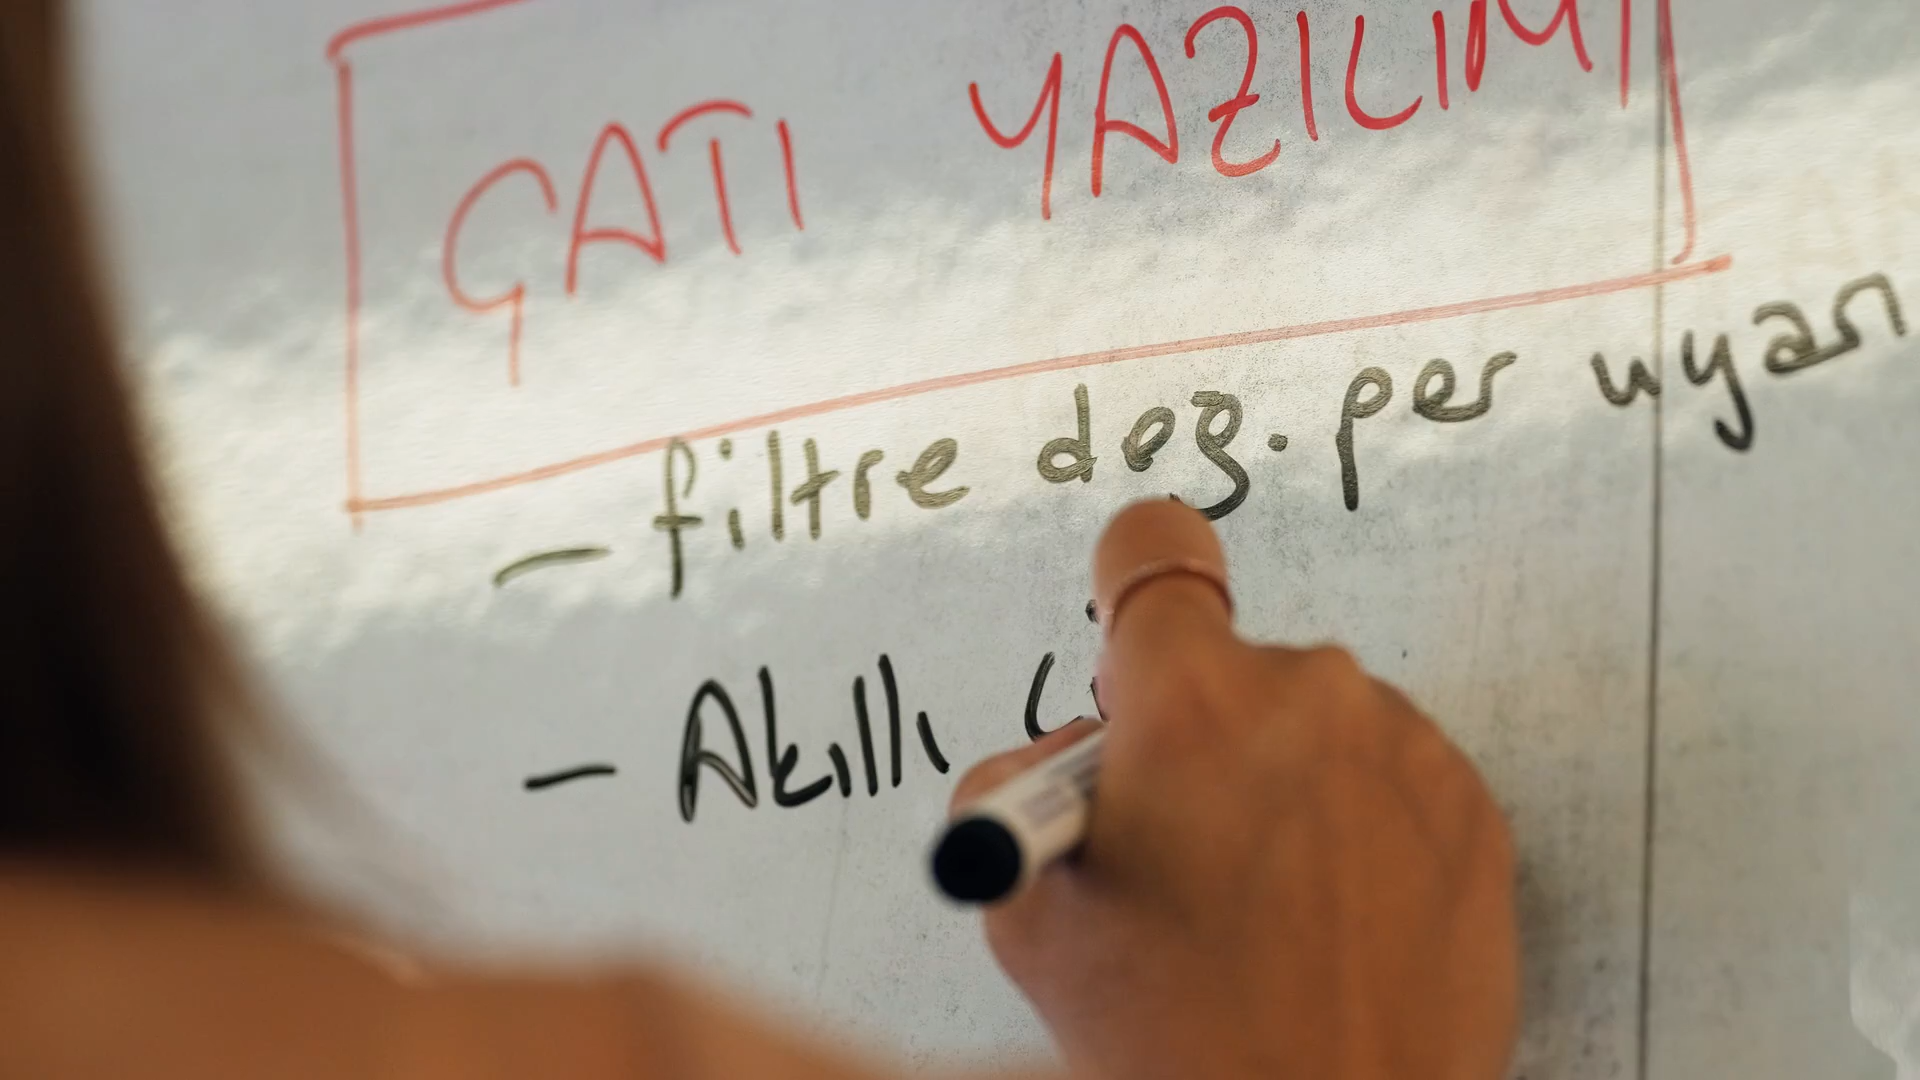 ÇATI YAZILIMI
- filtre değ. per uyarı
- Akıllı